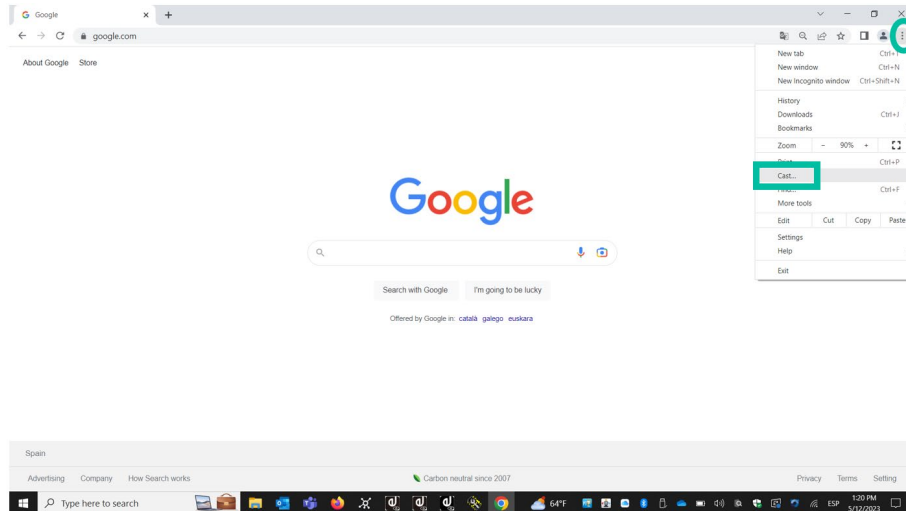 Google
google.com
About Google Store
New tab Ctrl+T
New window Ctrl+N
New Incognito window Ctrl+Shift+N
History
Downloads Ctrl+J
Bookmarks
Zoom - 90% +
Print... Ctrl+P
Cast...
Find... Ctrl+F
More tools
Edit Cut Copy Paste
Settings
Help
Exit
Google
Search with Google I'm going to be lucky
Offered by Google in: català galego euskara
Spain
Advertising Company How Search works Carbon neutral since 2007 Privacy Terms Setting
Type here to search 64°F ESP 1:20 PM
5/12/2023